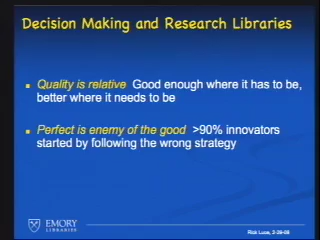 Decision Making and Research Libraries
Quality is relative Good enough where it has to be,
better where it needs to be
Perfect is enemy of the good >90% innovators
started by following the wrong strategy
EMORY
LIBRARIES
Rick Luce, 2-26-08